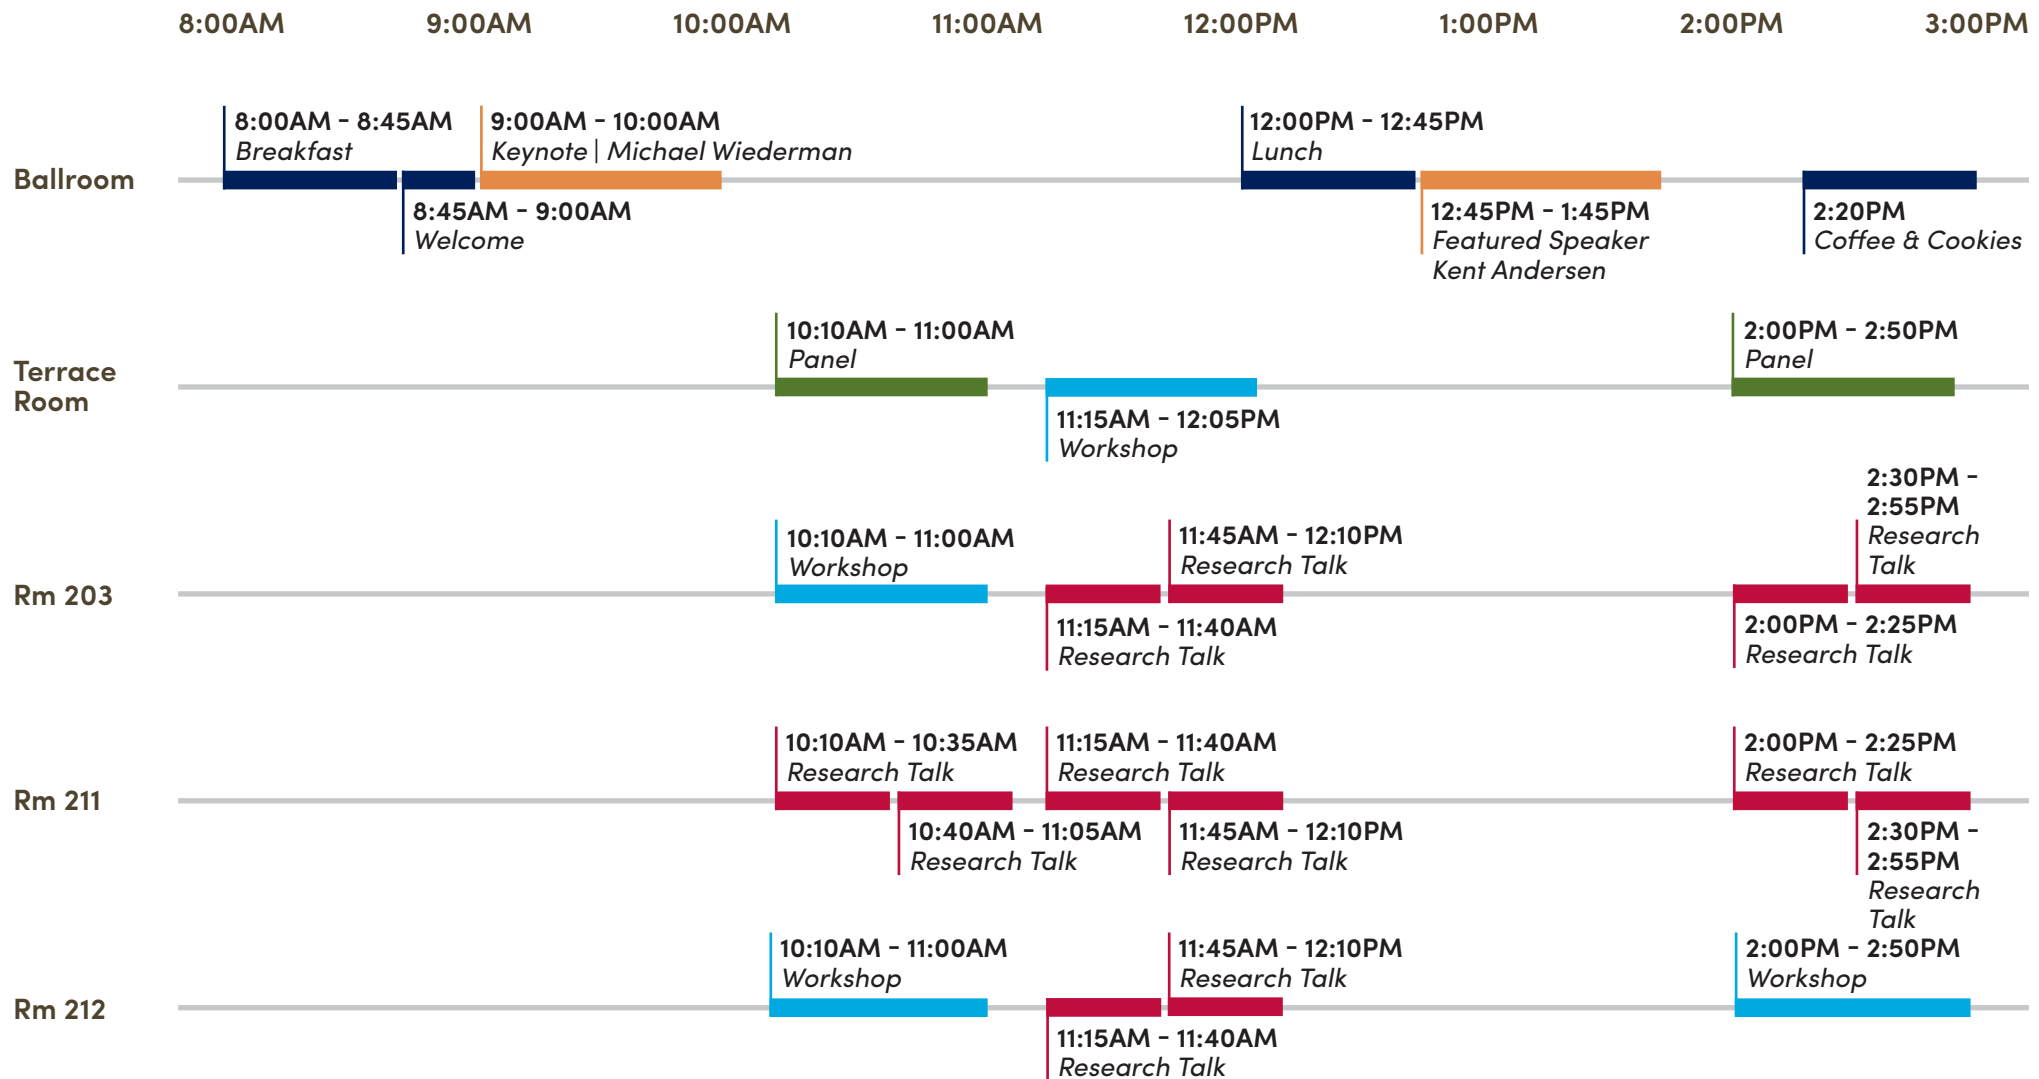 8:00AM 9:00AM 10:00AM 11:00AM 12:00PM 1:00PM 2:00PM 3:00PM
Ballroom
8:00AM - 8:45AM
Breakfast
8:45AM - 9:00AM
Welcome
9:00AM - 10:00AM
Keynote | Michael Wiederman
12:00PM - 12:45PM
Lunch
12:45PM - 1:45PM
Featured Speaker
Kent Andersen
2:20PM
Coffee & Cookies
Terrace
Room
10:10AM - 11:00AM
Panel
11:15AM - 12:05PM
Workshop
2:00PM - 2:50PM
Panel
Rm 203
10:10AM - 11:00AM
Workshop
11:15AM - 11:40AM
Research Talk
11:45AM - 12:10PM
Research Talk
2:00PM - 2:25PM
Research Talk
2:30PM -
2:55PM
Research
Talk
Rm 211
10:10AM - 10:35AM
Research Talk
10:40AM - 11:05AM
Research Talk
11:15AM - 11:40AM
Research Talk
11:45AM - 12:10PM
Research Talk
2:00PM - 2:25PM
Research Talk
2:30PM -
2:55PM
Research
Talk
Rm 212
10:10AM - 11:00AM
Workshop
11:15AM - 11:40AM
Research Talk
11:45AM - 12:10PM
Research Talk
2:00PM - 2:50PM
Workshop